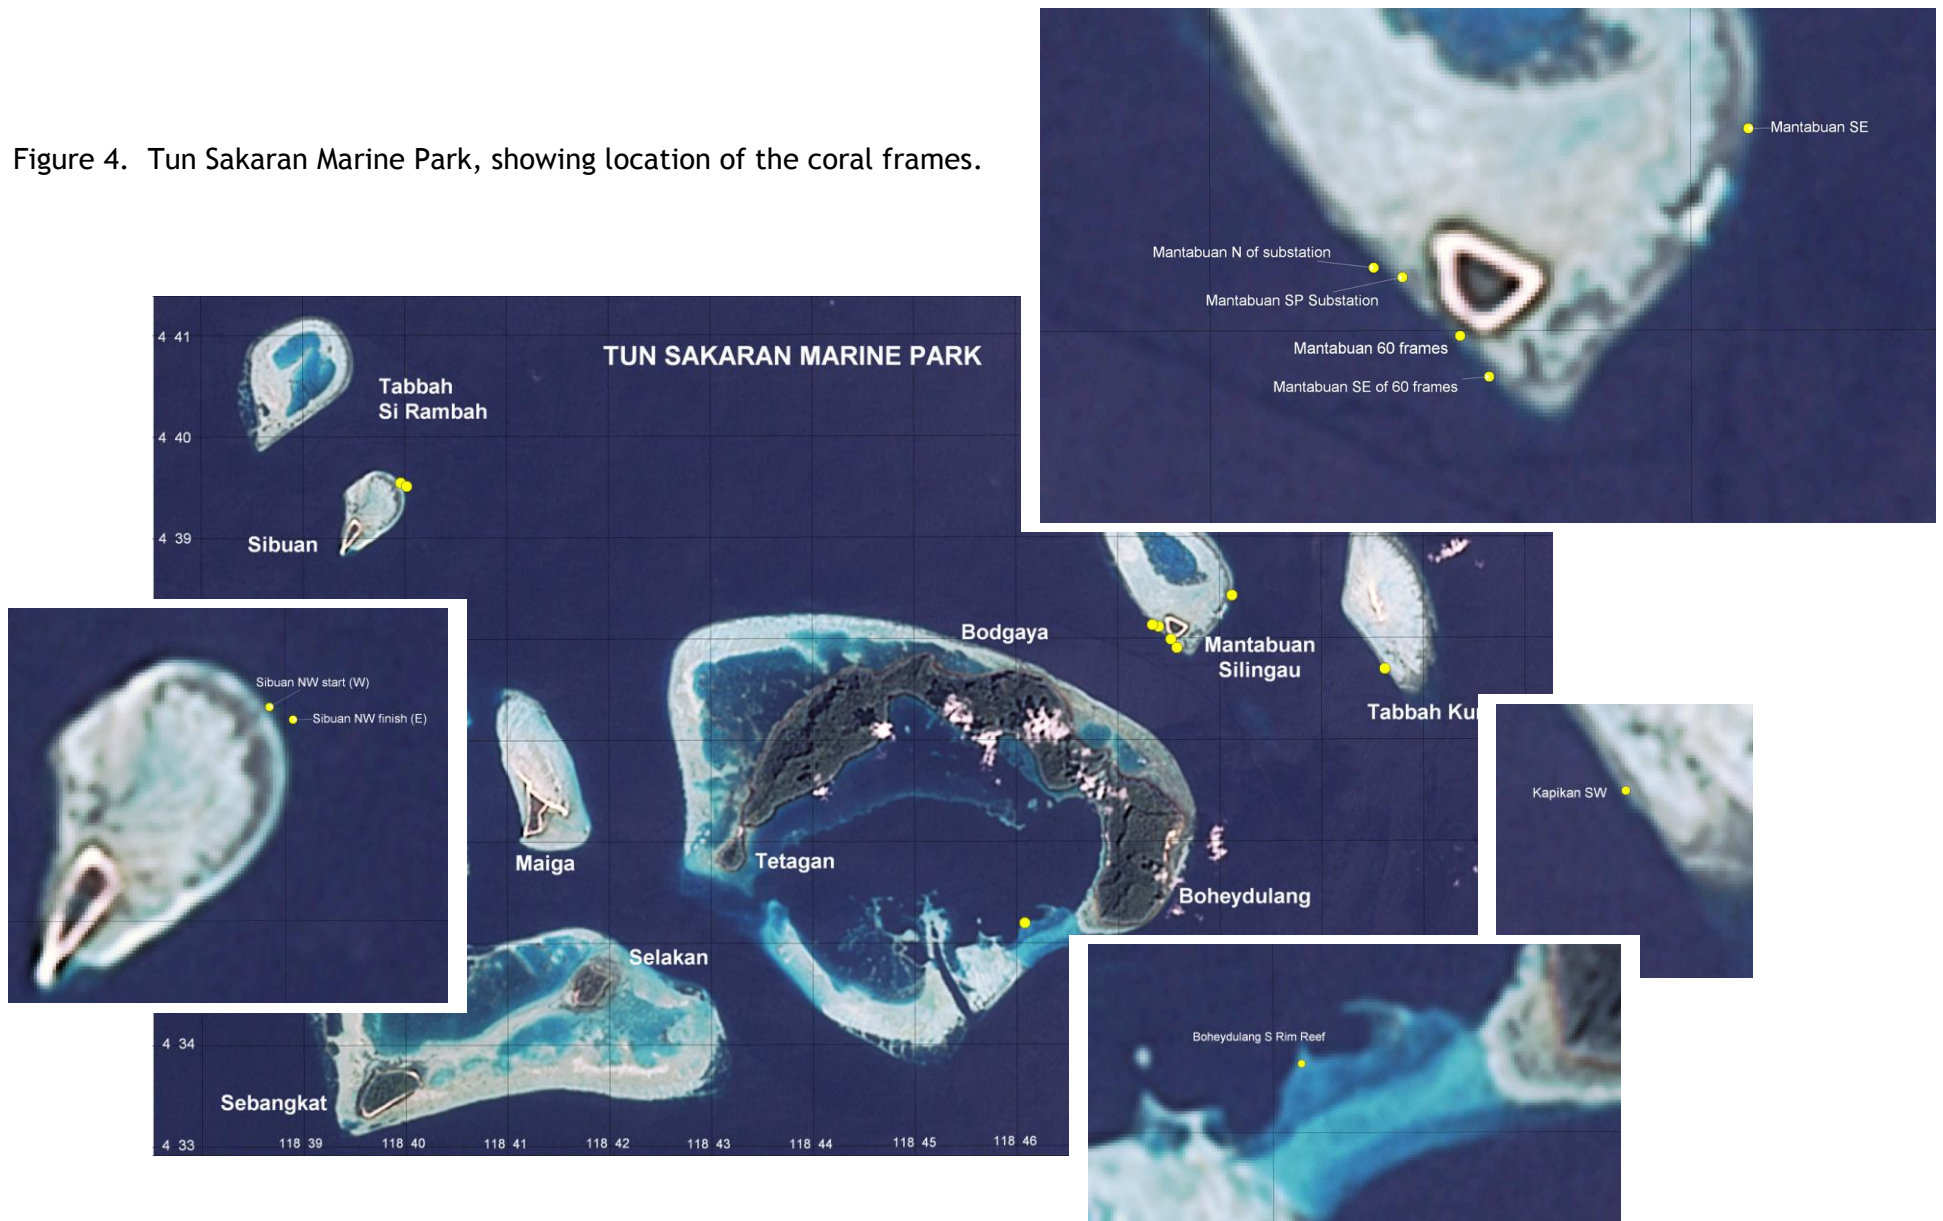 Figure 4. Tun Sakaran Marine Park, showing location of the coral frames.
Mantabuan SE
Mantabuan N of substation
Mantabuan SP Substation
Mantabuan 60 frames
Mantabuan SE of 60 frames
TUN SAKARAN MARINE PARK
4 41
Tabbah
Si Rambah
4 40
4 39
Sibuan
Bodgaya
Mantabuan
Silingau
Tabbah Ku
Sibuan NW start (W)
Sibuan NW finish (E)
Kapikan SW
Maiga
Tetagan
Boheydulang
Selakan
Boheydulang S Rim Reef
4 34
Sebangkat
4 33
118 39
118 40
118 41
118 42
118 43
118 44
118 45
118 46